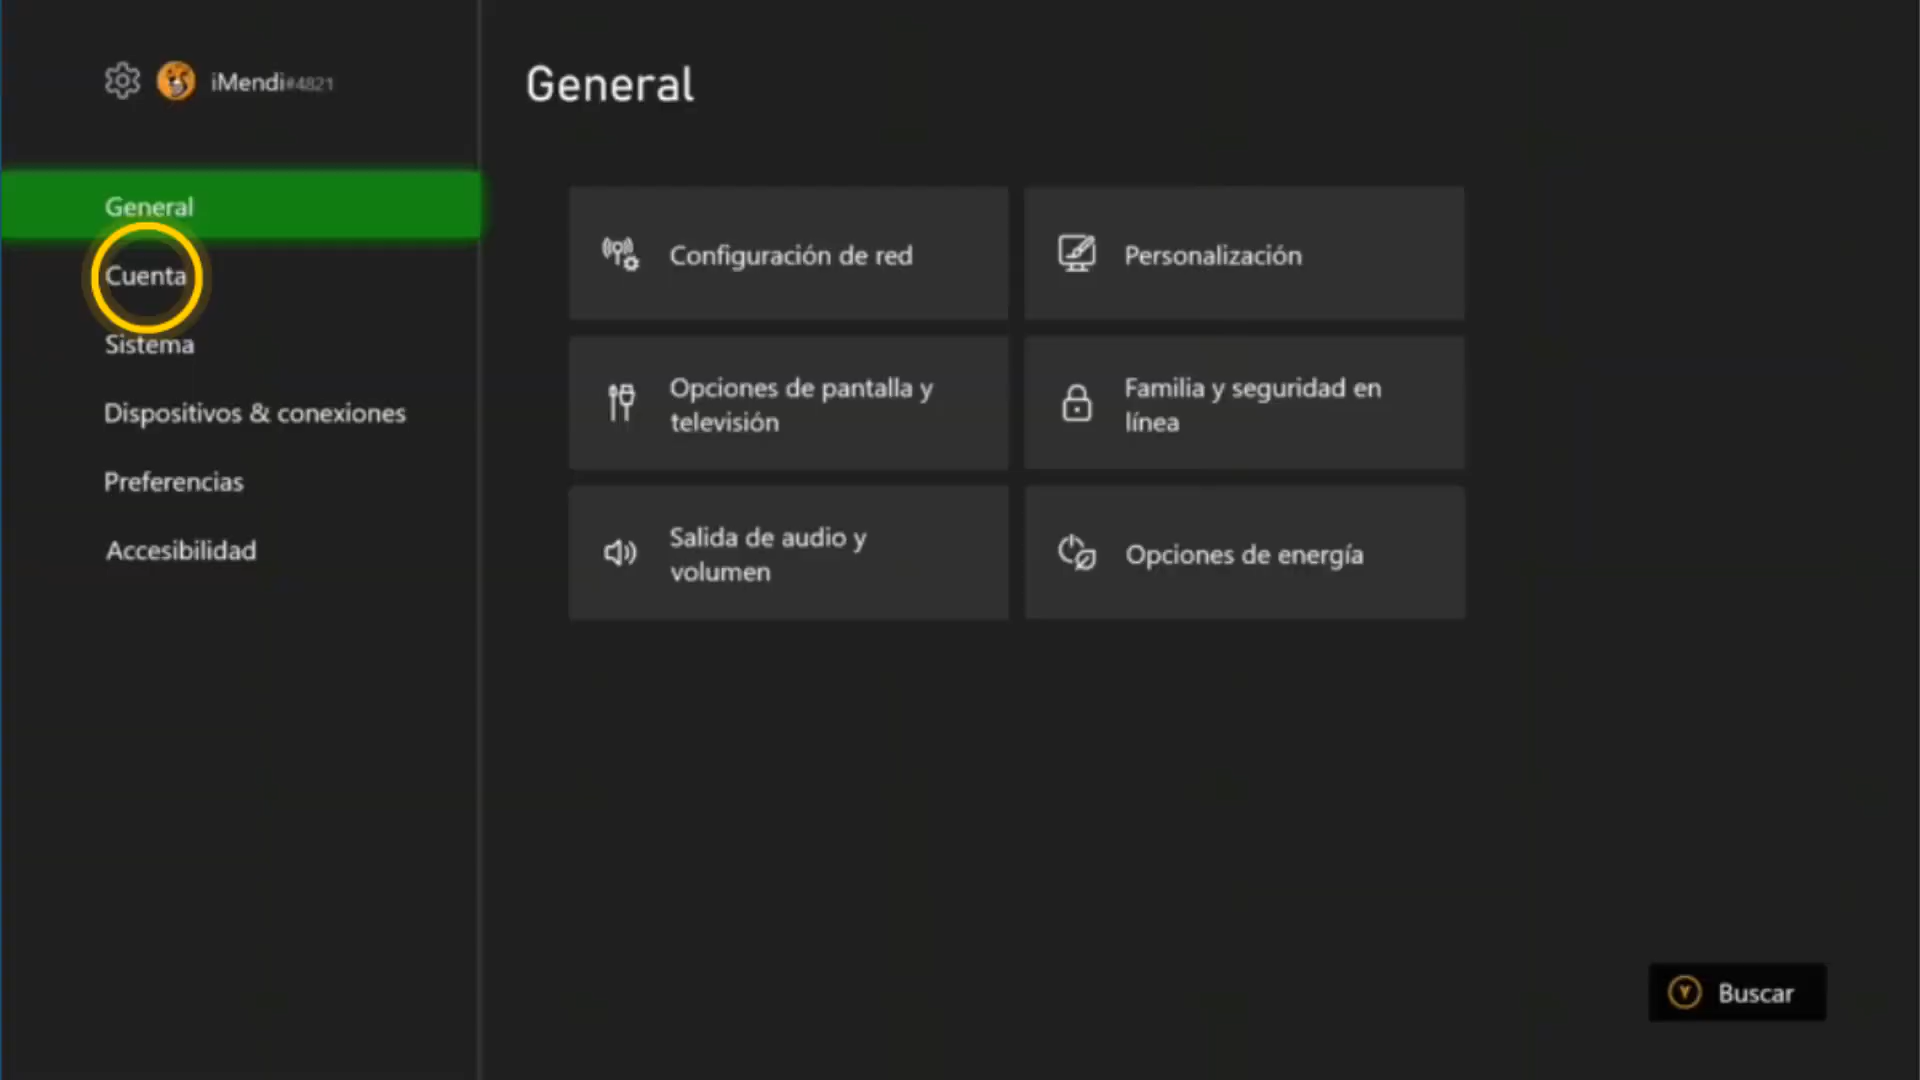 iMendi#4821
General
General
Cuenta
Sistema
Dispositivos & conexiones
Preferencias
Accesibilidad
Configuración de red
Personalización
Opciones de pantalla y
televisión
Familia y seguridad en
línea
Salida de audio y
volumen
Opciones de energía
Y Buscar